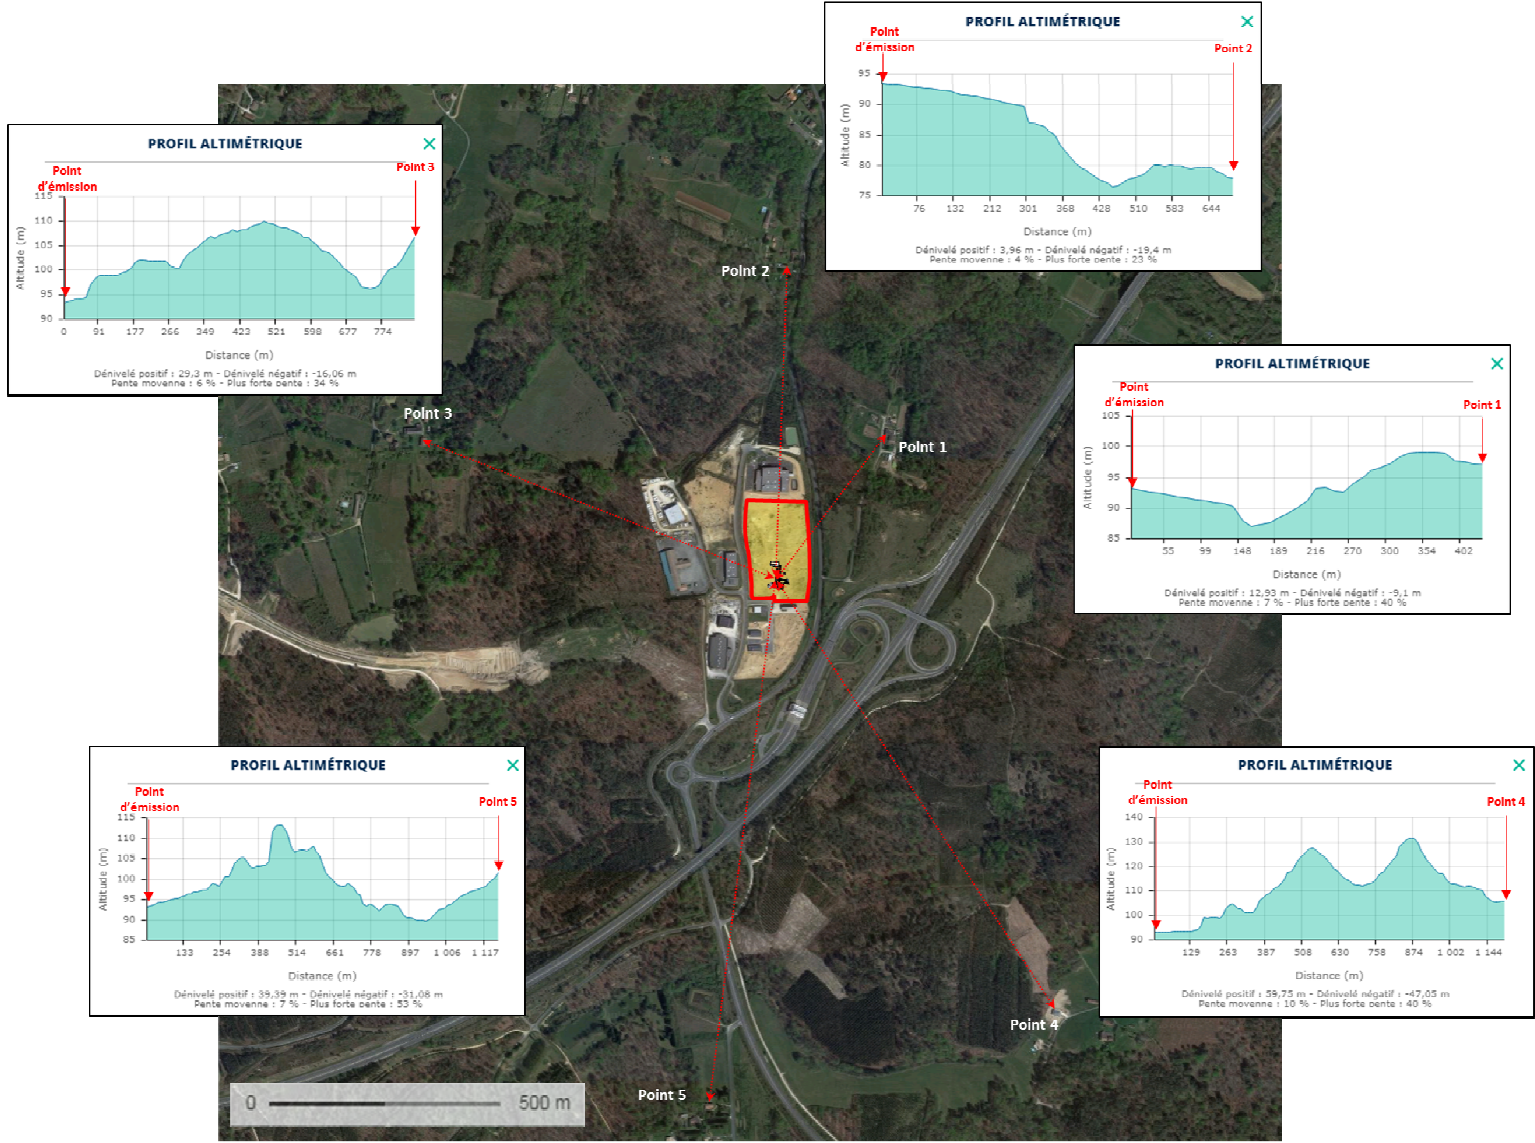 PROFIL ALTIMÉTRIQUE
Point
d'émission
Point 2
Altitude (m)
95
90
85
80
75
76 132 212 301 368 428 510 583 644
Distance (m)
Dénivelé positif : 3,96 m - Dénivelé négatif : -19,4 m
Pente moyenne : 4 % - Plus forte pente : 23 %
PROFIL ALTIMÉTRIQUE
Point
d'émission
Point 3
Altitude (m)
115
110
105
100
95
90
0 91 177 266 349 423 521 598 677 774
Distance (m)
Dénivelé positif : 29,3 m - Dénivelé négatif : -16,06 m
Pente moyenne : 6 % - Plus forte pente : 34 %
Point 2
PROFIL ALTIMÉTRIQUE
Point
d'émission
Point 1
Altitude (m)
105
100
95
90
85
55 99 148 189 216 270 300 354 402
Distance (m)
Dénivelé positif : 12,93 m - Dénivelé négatif : -9,1 m
Pente moyenne : 7 % - Plus forte pente : 40 %
Point 3
Point 1
PROFIL ALTIMÉTRIQUE
Point
d'émission
Point 5
Altitude (m)
115
110
105
100
95
90
85
133 254 388 514 661 778 897 1 006 1 117
Distance (m)
Dénivelé positif : 39,39 m - Dénivelé négatif : -31,08 m
Pente moyenne : 7 % - Plus forte pente : 53 %
PROFIL ALTIMÉTRIQUE
Point
d'émission
Point 4
Altitude (m)
140
130
120
110
100
90
129 263 387 508 630 758 874 1 002 1 144
Distance (m)
Dénivelé positif : 59,75 m - Dénivelé négatif : -47,05 m
Pente moyenne : 10 % - Plus forte pente : 40 %
Point 4
Point 5
0 500 m